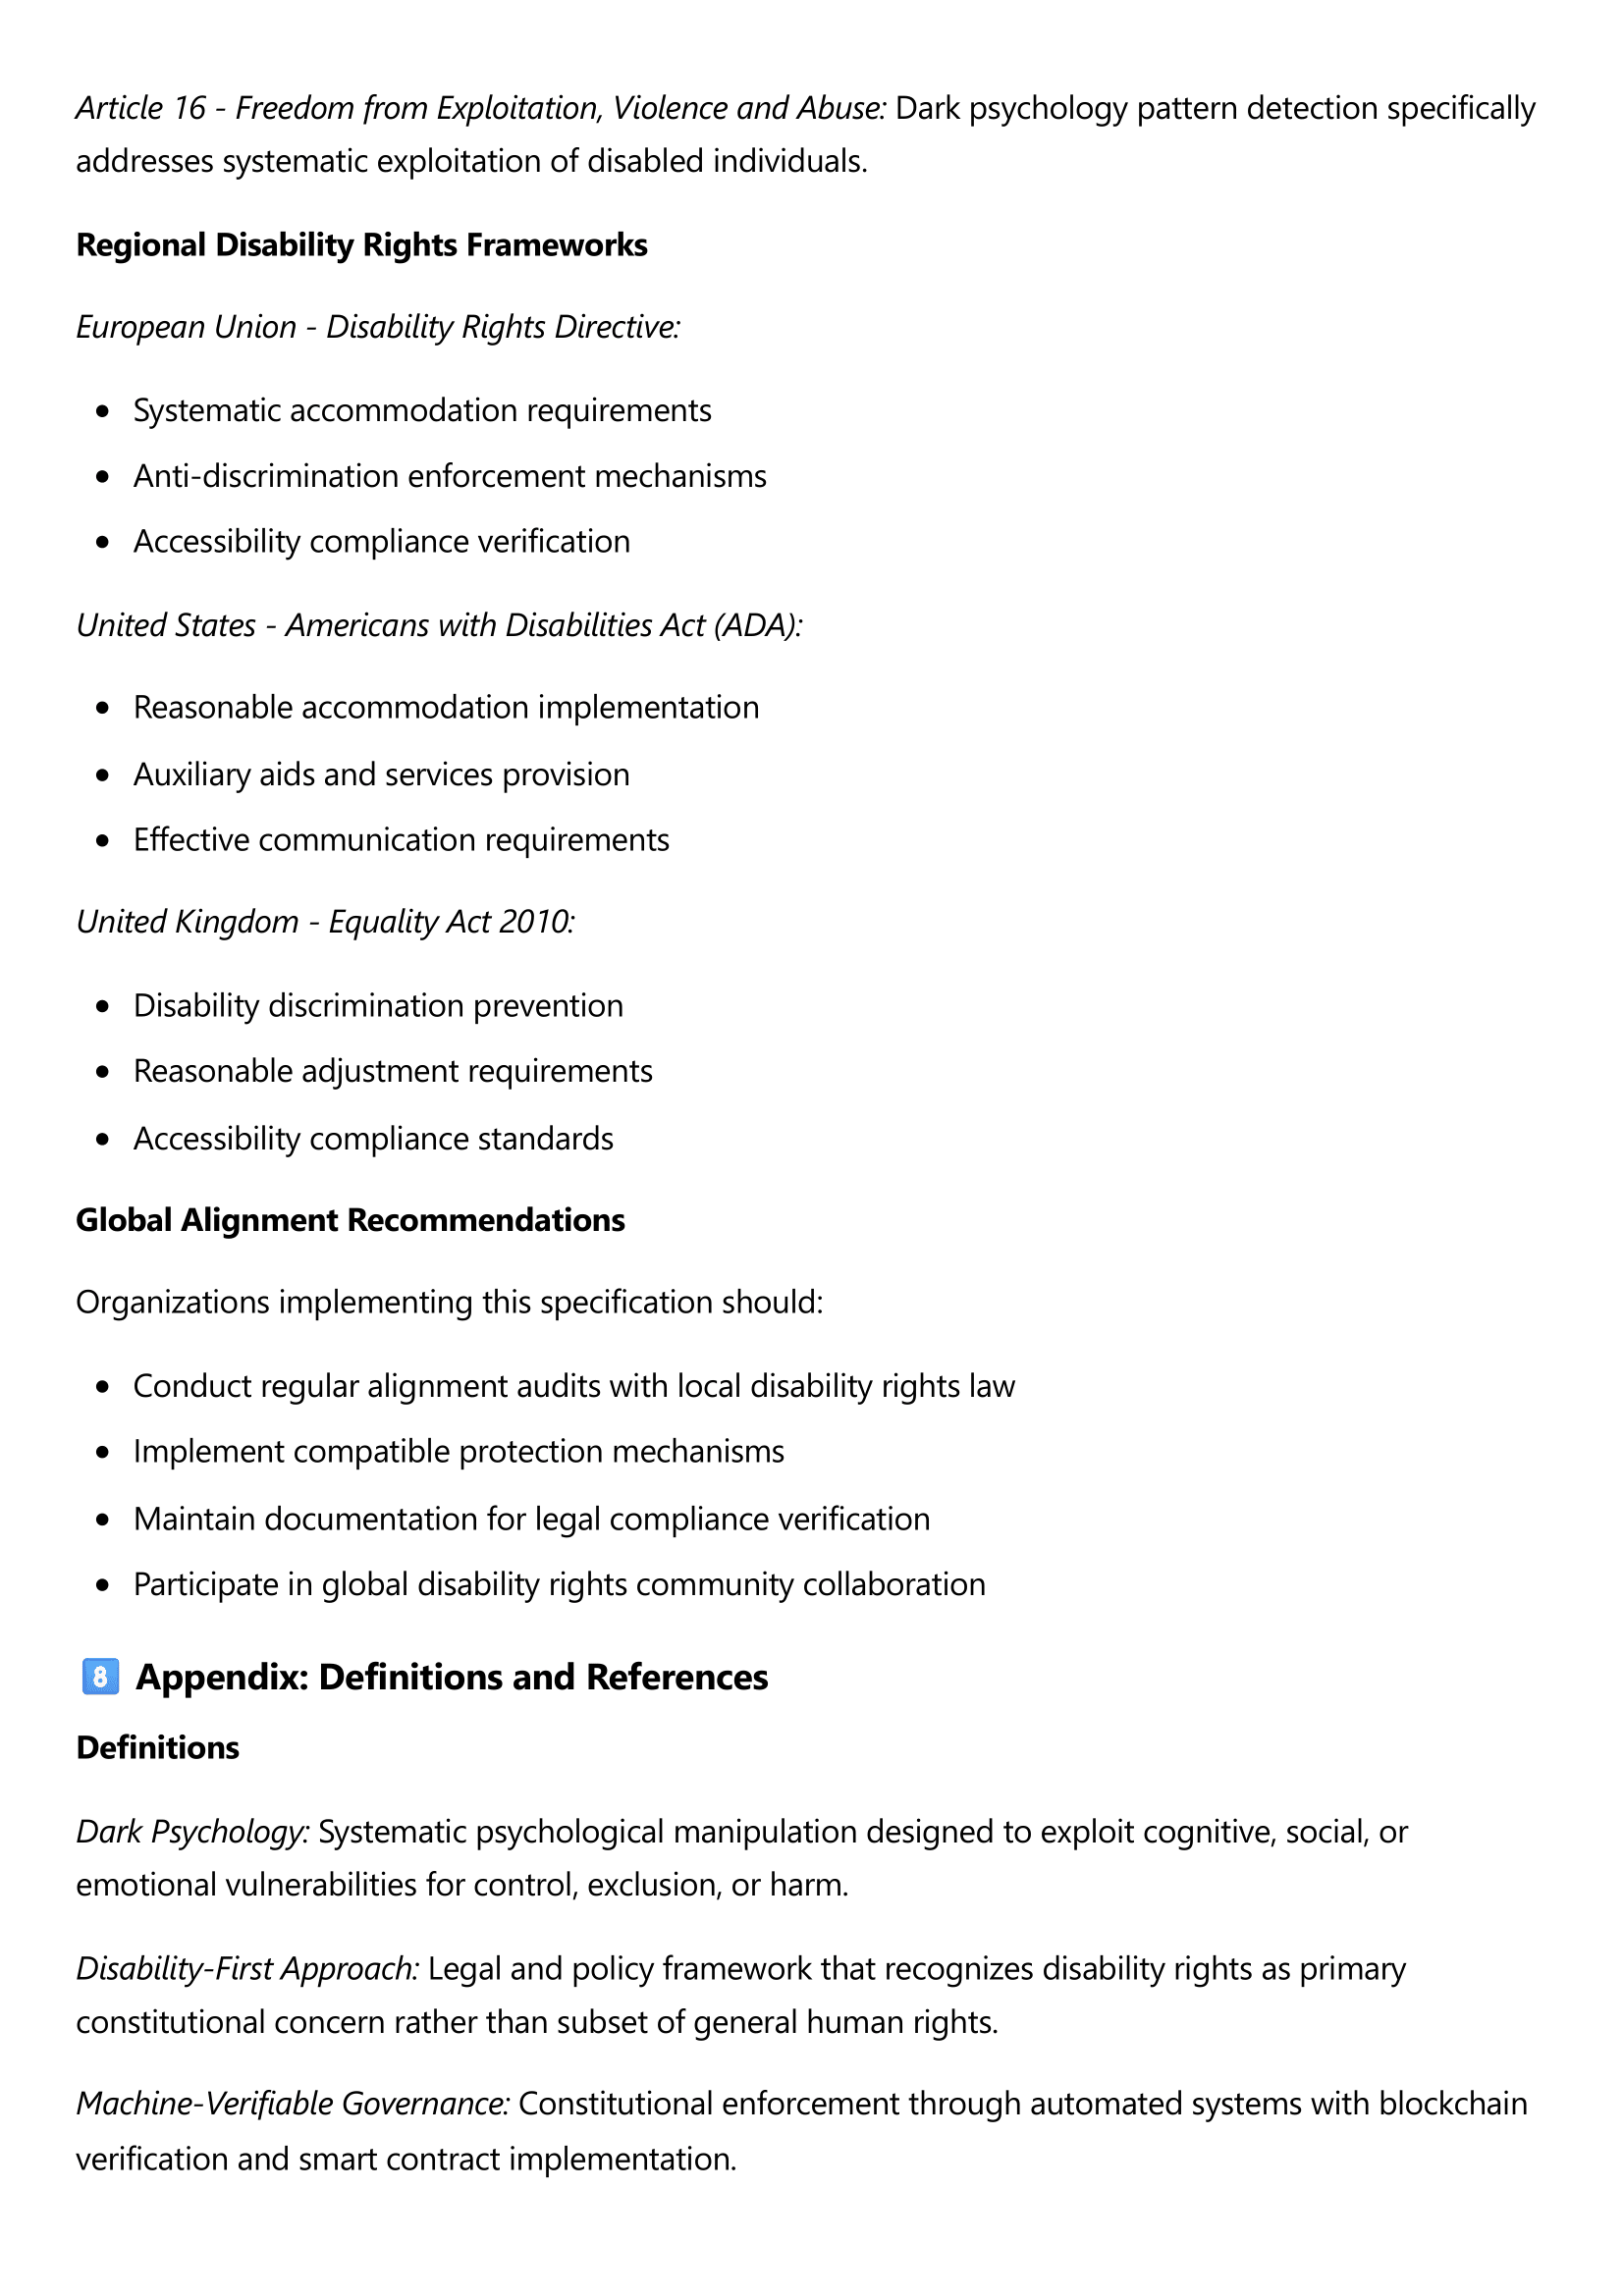 Article 16 - Freedom from Exploitation, Violence and Abuse: Dark psychology pattern detection specifically
addresses systematic exploitation of disabled individuals.
Regional Disability Rights Frameworks
European Union - Disability Rights Directive:
• Systematic accommodation requirements
• Anti-discrimination enforcement mechanisms
• Accessibility compliance verification
United States - Americans with Disabilities Act (ADA):
• Reasonable accommodation implementation
• Auxiliary aids and services provision
• Effective communication requirements
United Kingdom - Equality Act 2010:
• Disability discrimination prevention
• Reasonable adjustment requirements
• Accessibility compliance standards
Global Alignment Recommendations
Organizations implementing this specification should:
• Conduct regular alignment audits with local disability rights law
• Implement compatible protection mechanisms
• Maintain documentation for legal compliance verification
• Participate in global disability rights community collaboration
8 Appendix: Definitions and References
Definitions
Dark Psychology: Systematic psychological manipulation designed to exploit cognitive, social, or
emotional vulnerabilities for control, exclusion, or harm.
Disability-First Approach: Legal and policy framework that recognizes disability rights as primary
constitutional concern rather than subset of general human rights.
Machine-Verifiable Governance: Constitutional enforcement through automated systems with blockchain
verification and smart contract implementation.